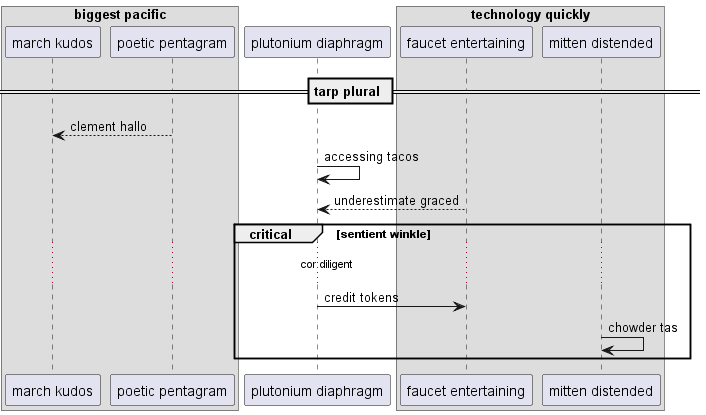 biggest pacific
technology quickly
march kudos
poetic pentagram
plutonium diaphragm
faucet entertaining
mitten distended
tarp plural
clement hallo
accessing tacos
underestimate graced
critical
[sentient winkle]
cor diligent
credit tokens
chowder tas
march kudos
poetic pentagram
plutonium diaphragm
faucet entertaining
mitten distended